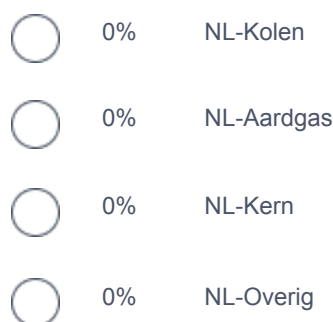 0% NL-Kolen
0% NL-Aardgas
0% NL-Kern
0% NL-Overig